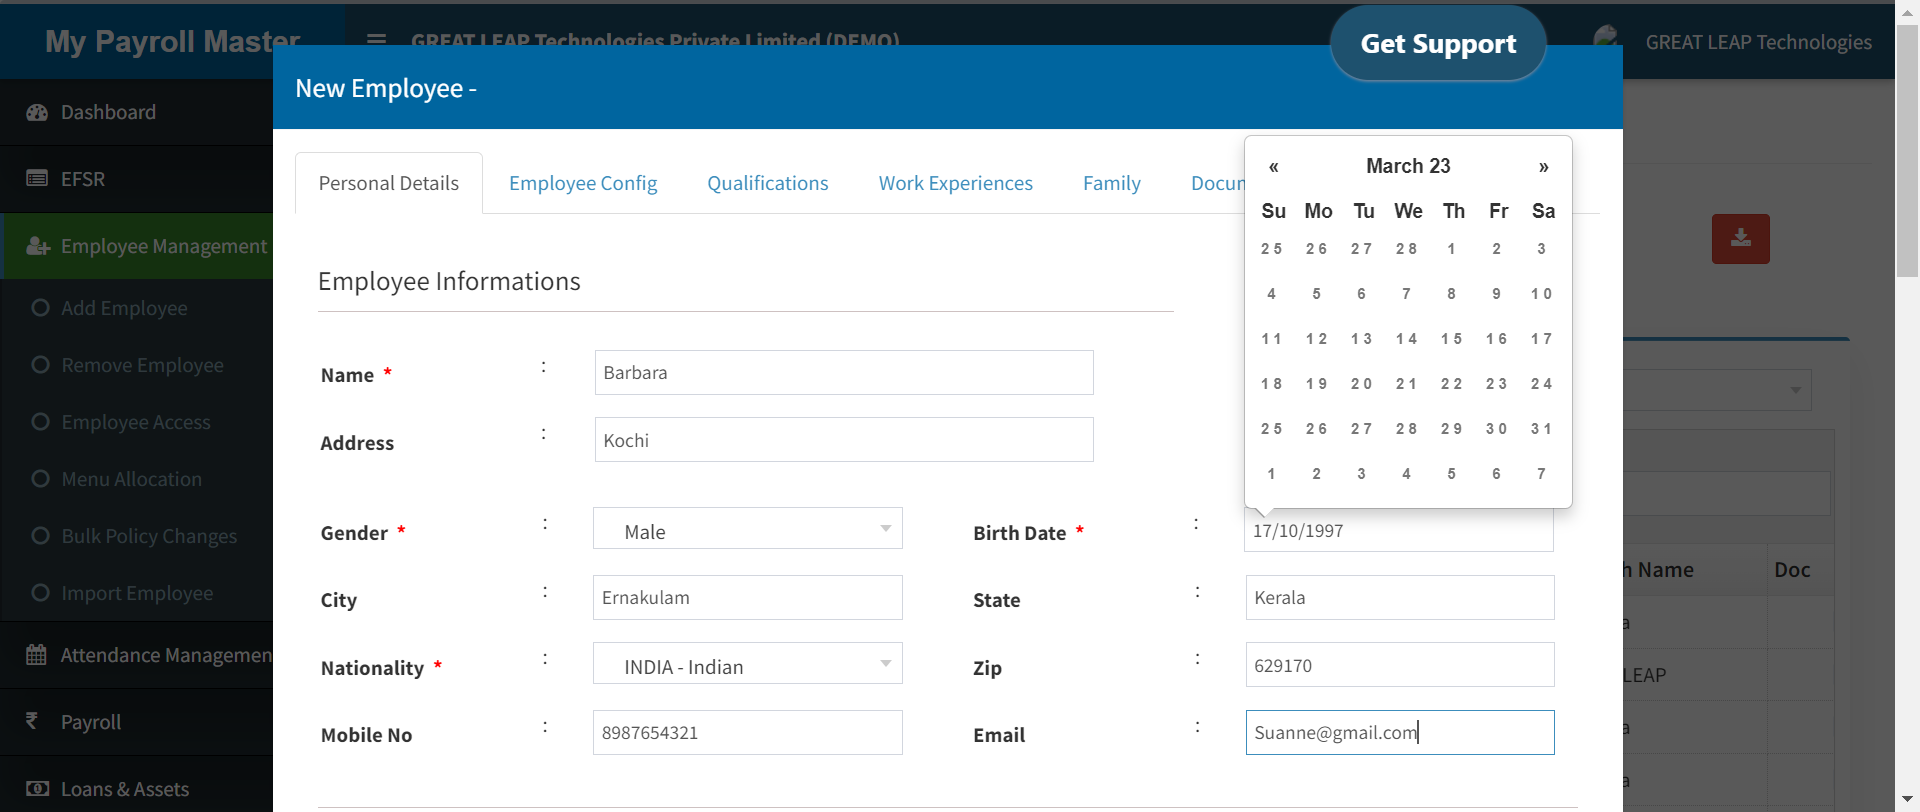 My Payroll Master
GREAT LEAP Technologies Private Limited (DEMO)
Get Support
GREAT LEAP Technologies
New Employee -
Dashboard
EFSR
Employee Management
Add Employee
Remove Employee
Employee Access
Menu Allocation
Bulk Policy Changes
Import Employee
Attendance Managemen
₹ Payroll
Loans & Assets
Personal Details Employee Config Qualifications Work Experiences Family Docum
« March 23 »
Su Mo Tu We Th Fr Sa
25 26 27 28 1 2 3
4 5 6 7 8 9 10
11 12 13 14 15 16 17
18 19 20 21 22 23 24
25 26 27 28 29 30 31
1 2 3 4 5 6 7
Employee Informations
Name * : Barbara
Address : Kochi
Gender * : Male Birth Date * : 17/10/1997
City : Ernakulam State : Kerala
Nationality * : INDIA - Indian Zip : 629170
Mobile No : 8987654321 Email : Suanne@gmail.com
h Name Doc
a
LEAP
a
a